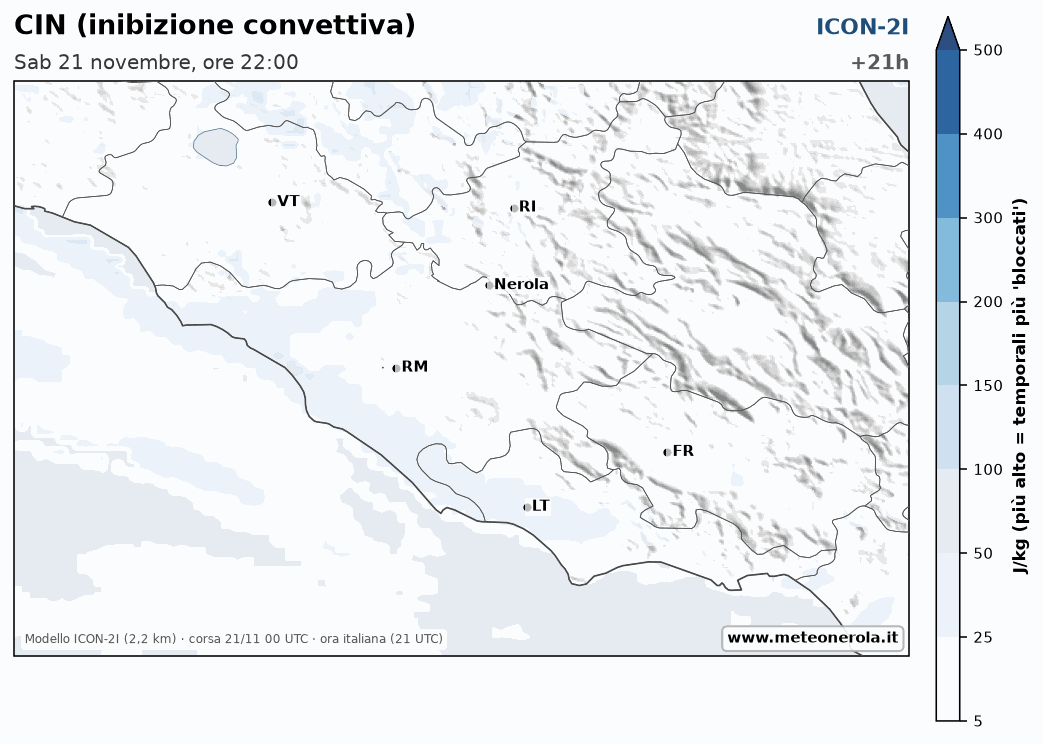 CIN (inibizione convettiva)
ICON-2I
Sab 21 novembre, ore 22:00
+21h
VT
RI
Nerola
RM
FR
LT
Modello ICON-2I (2,2 km) · corsa 21/11 00 UTC · ora italiana (21 UTC)
www.meteonerola.it
500
400
300
200
150
100
50
25
5
J/kg (più alto = temporali più 'bloccati')